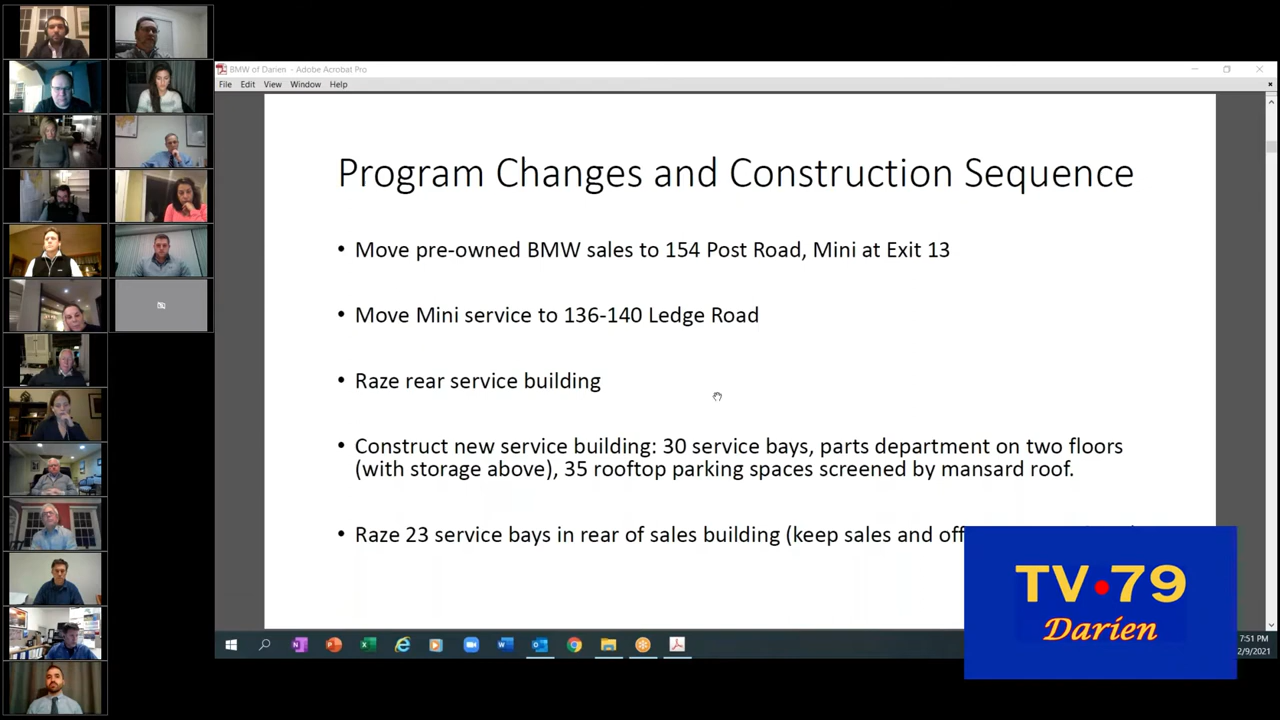 BMW of Darien - Adobe Acrobat Pro
File Edit View Window Help
Program Changes and Construction Sequence
• Move pre-owned BMW sales to 154 Post Road, Mini at Exit 13
• Move Mini service to 136-140 Ledge Road
• Raze rear service building
• Construct new service building: 30 service bays, parts department on two floors
(with storage above), 35 rooftop parking spaces screened by mansard roof.
• Raze 23 service bays in rear of sales building (keep sales and
TV•79
Darien
7:51 PM
2/9/2021